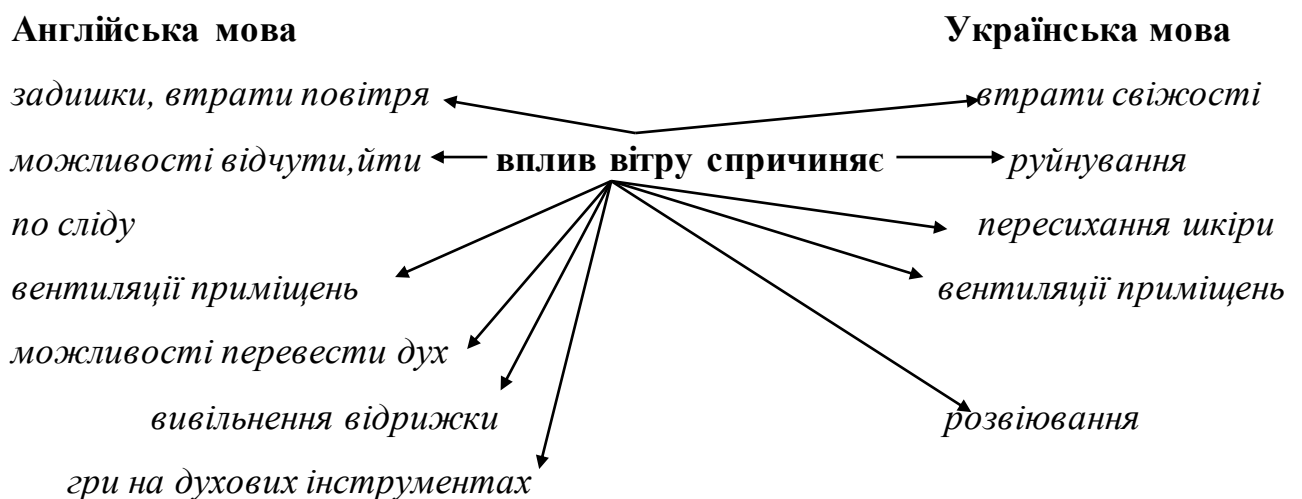 Англійська мова Українська мова
задишки, втрати повітря втрати свіжості
можливості відчути,йти вплив вітру спричиняє руйнування
по сліду пересихання шкіри
вентиляції приміщень вентиляції приміщень
можливості перевести дух
вивільнення відрижки розвіювання
гри на духових інструментах